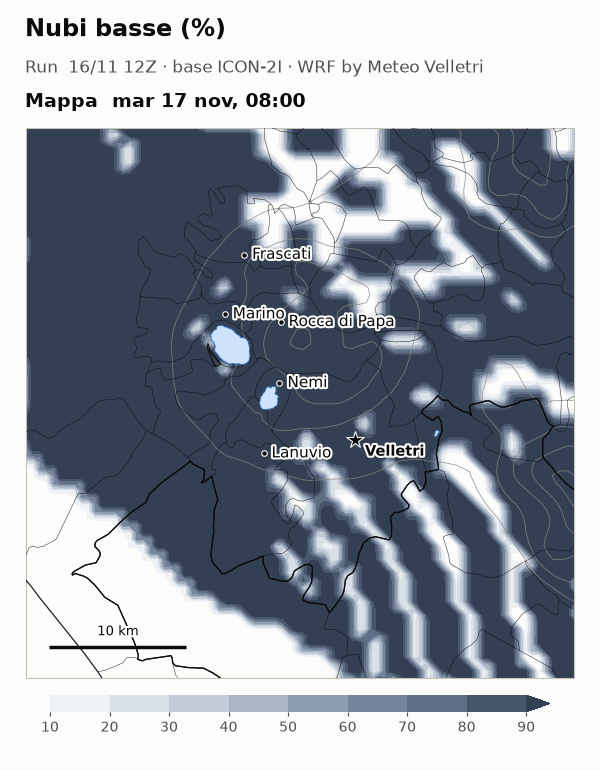 Nubi basse (%)
Run 16/11 12Z · base ICON-2I · WRF by Meteo Velletri
Mappa mar 17 nov, 08:00
Frascati
Marino
Rocca di Papa
Nemi
Velletri
Lanuvio
10 km
10 20 30 40 50 60 70 80 90